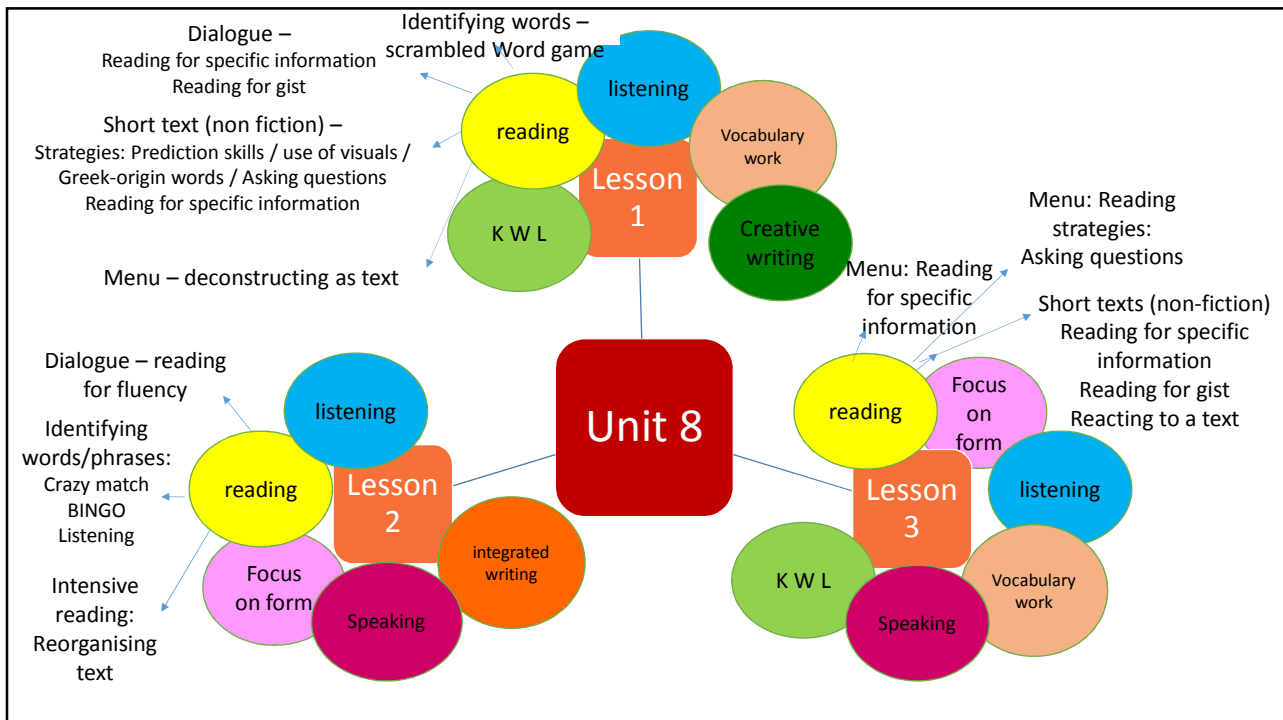 Dialogue –
Reading for specific information
Reading for gist
Identifying words –
scrambled Word game
Short text (non fiction) –
Strategies: Prediction skills / use of visuals /
Greek-origin words / Asking questions
Reading for specific information
Menu – deconstructing as text
reading
listening
Vocabulary
work
Lesson
1
K W L
Creative
writing
Unit 8
Dialogue – reading
for fluency
Identifying
words/phrases:
Crazy match
BINGO
Listening
Intensive
reading:
Reorganising
text
listening
reading
Lesson
2
Focus
on form
Speaking
integrated
writing
Menu: Reading
for specific
information
Menu: Reading
strategies:
Asking questions
Short texts (non-fiction)
Reading for specific
information
Reading for gist
Reacting to a text
reading
Focus
on
form
Lesson
3
listening
K W L
Speaking
Vocabulary
work